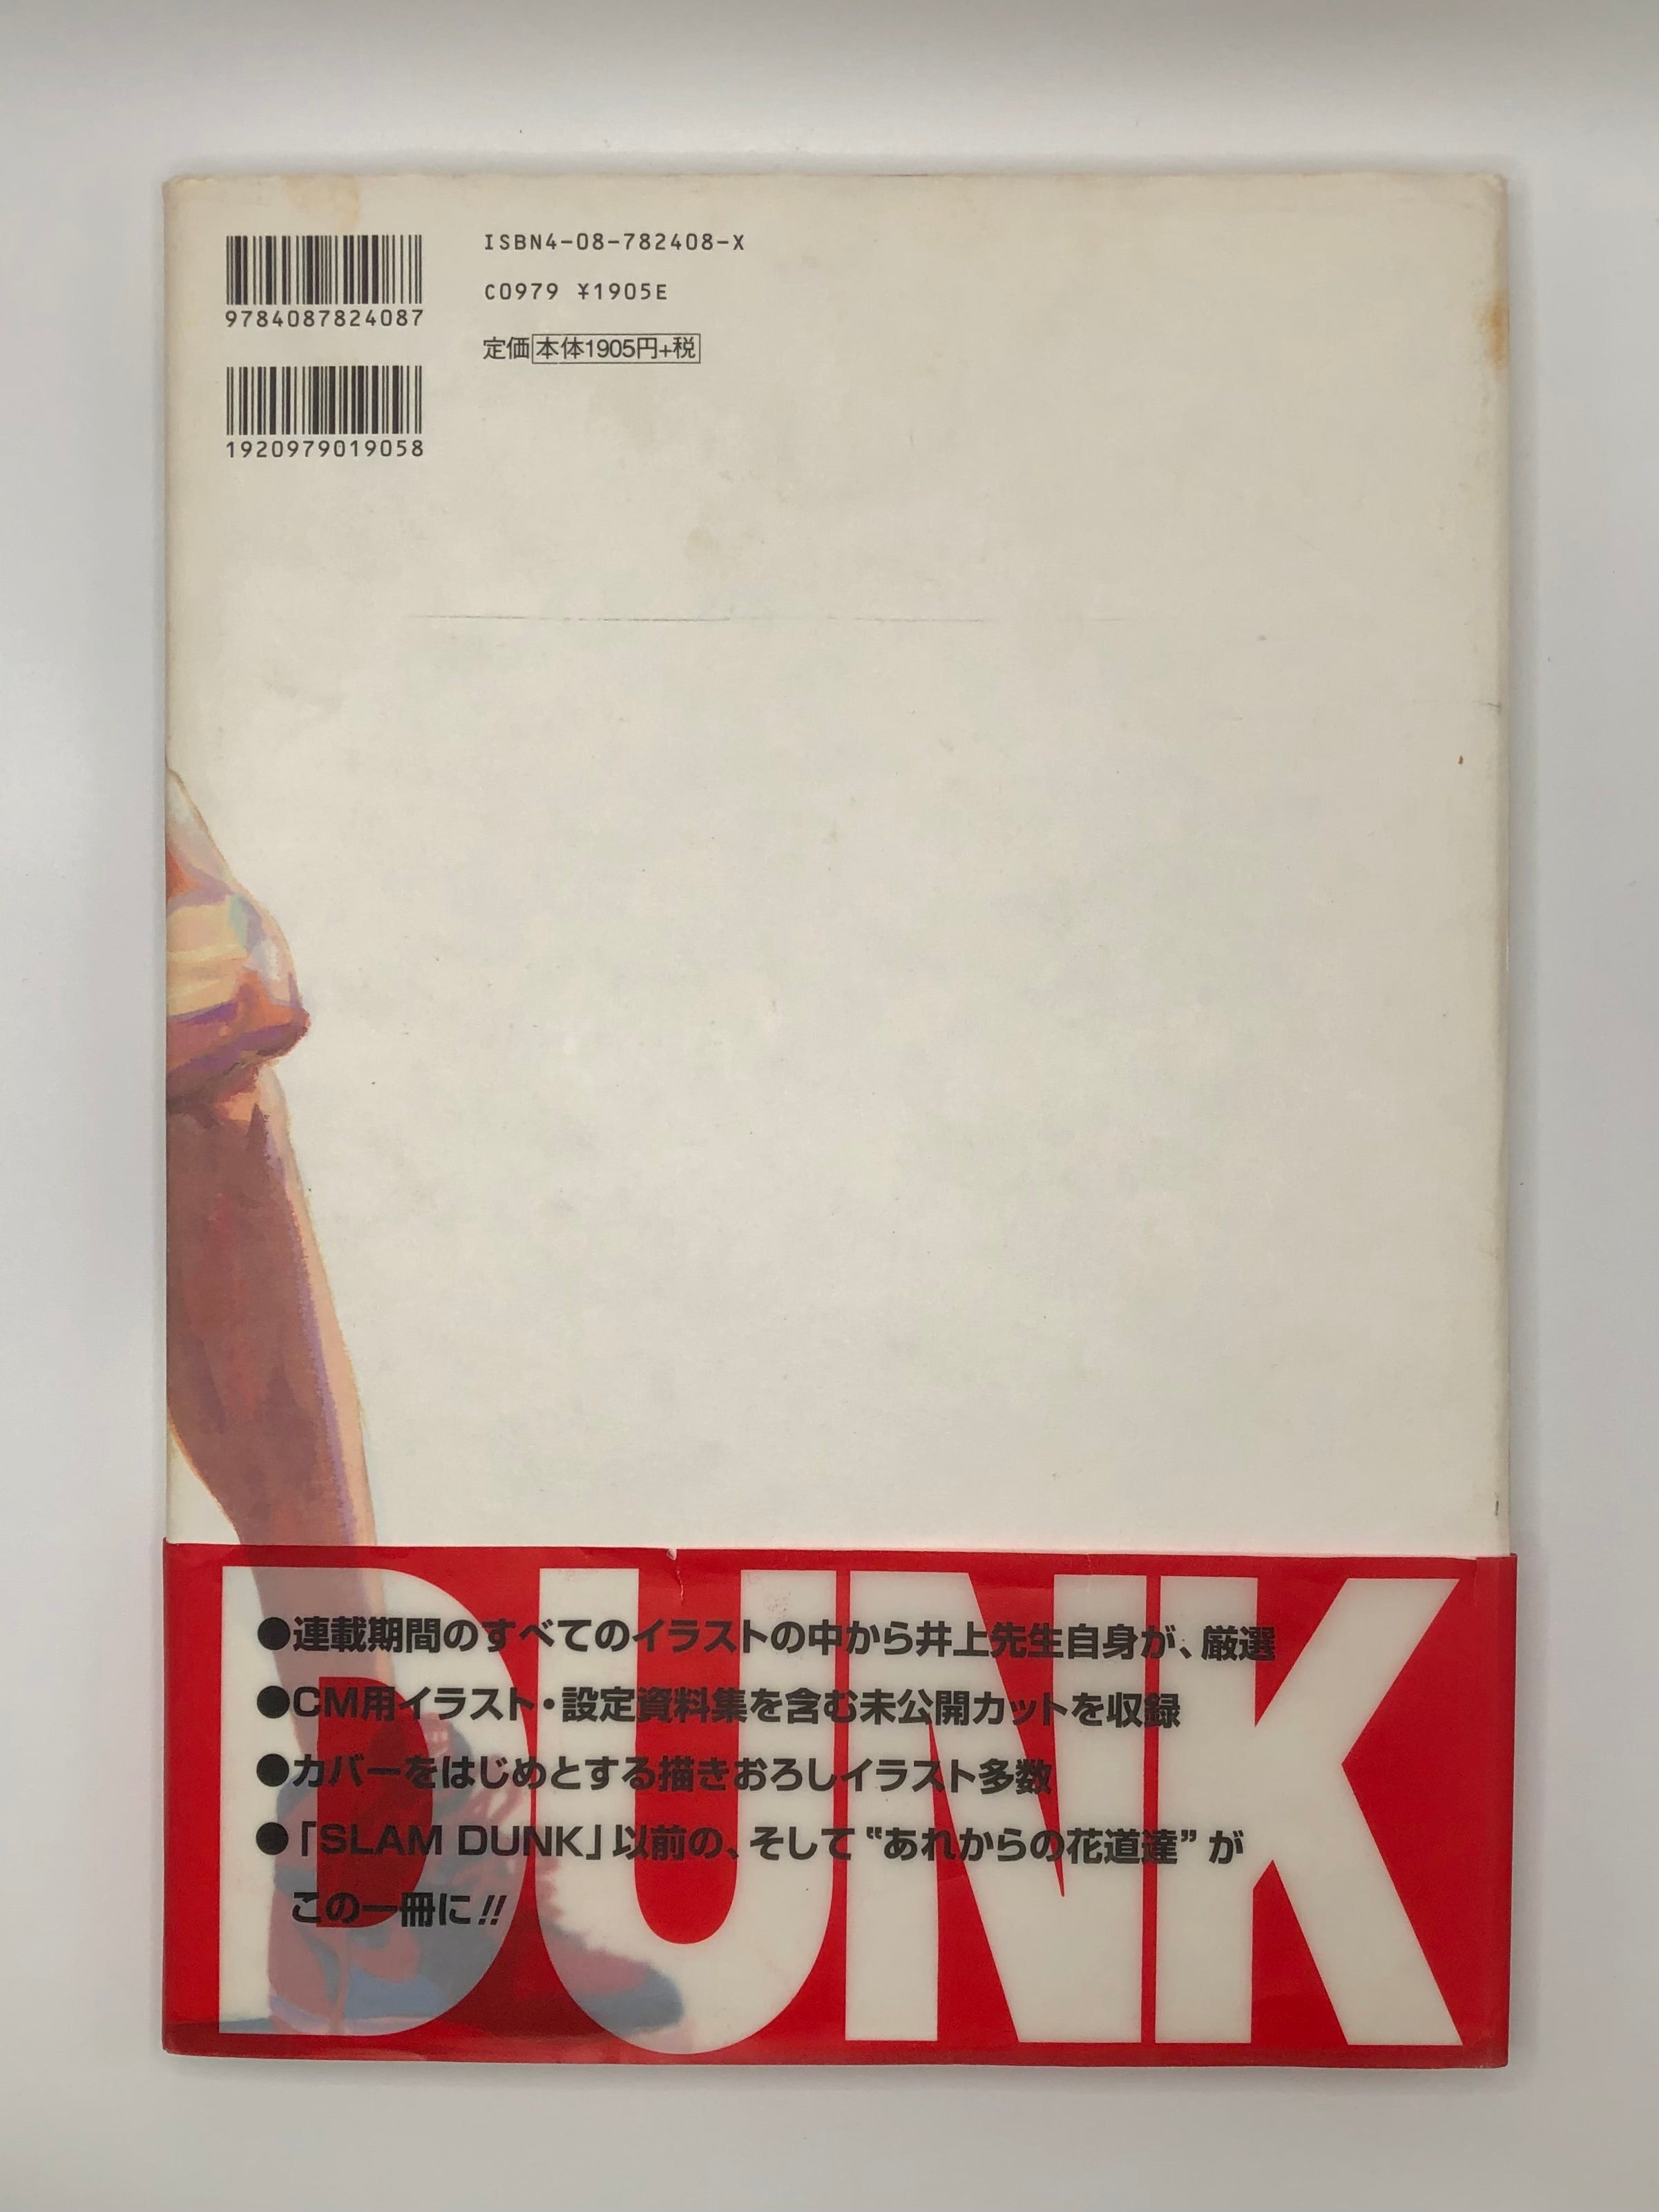 ISBN4-08-782408-X
C0979 ¥1905E
定価本体1905円+税
9784087824087
1920979019058
DUNK
●連載期間のすべてのイラストの中から井上先生自身が、厳選
●CM用イラスト・設定資料集を含む未公開カットを収録
●カバーをはじめとする描きおろしイラスト多数
●「SLAM DUNK」以前の、そして〝あれからの花道達”が
この一冊に!!